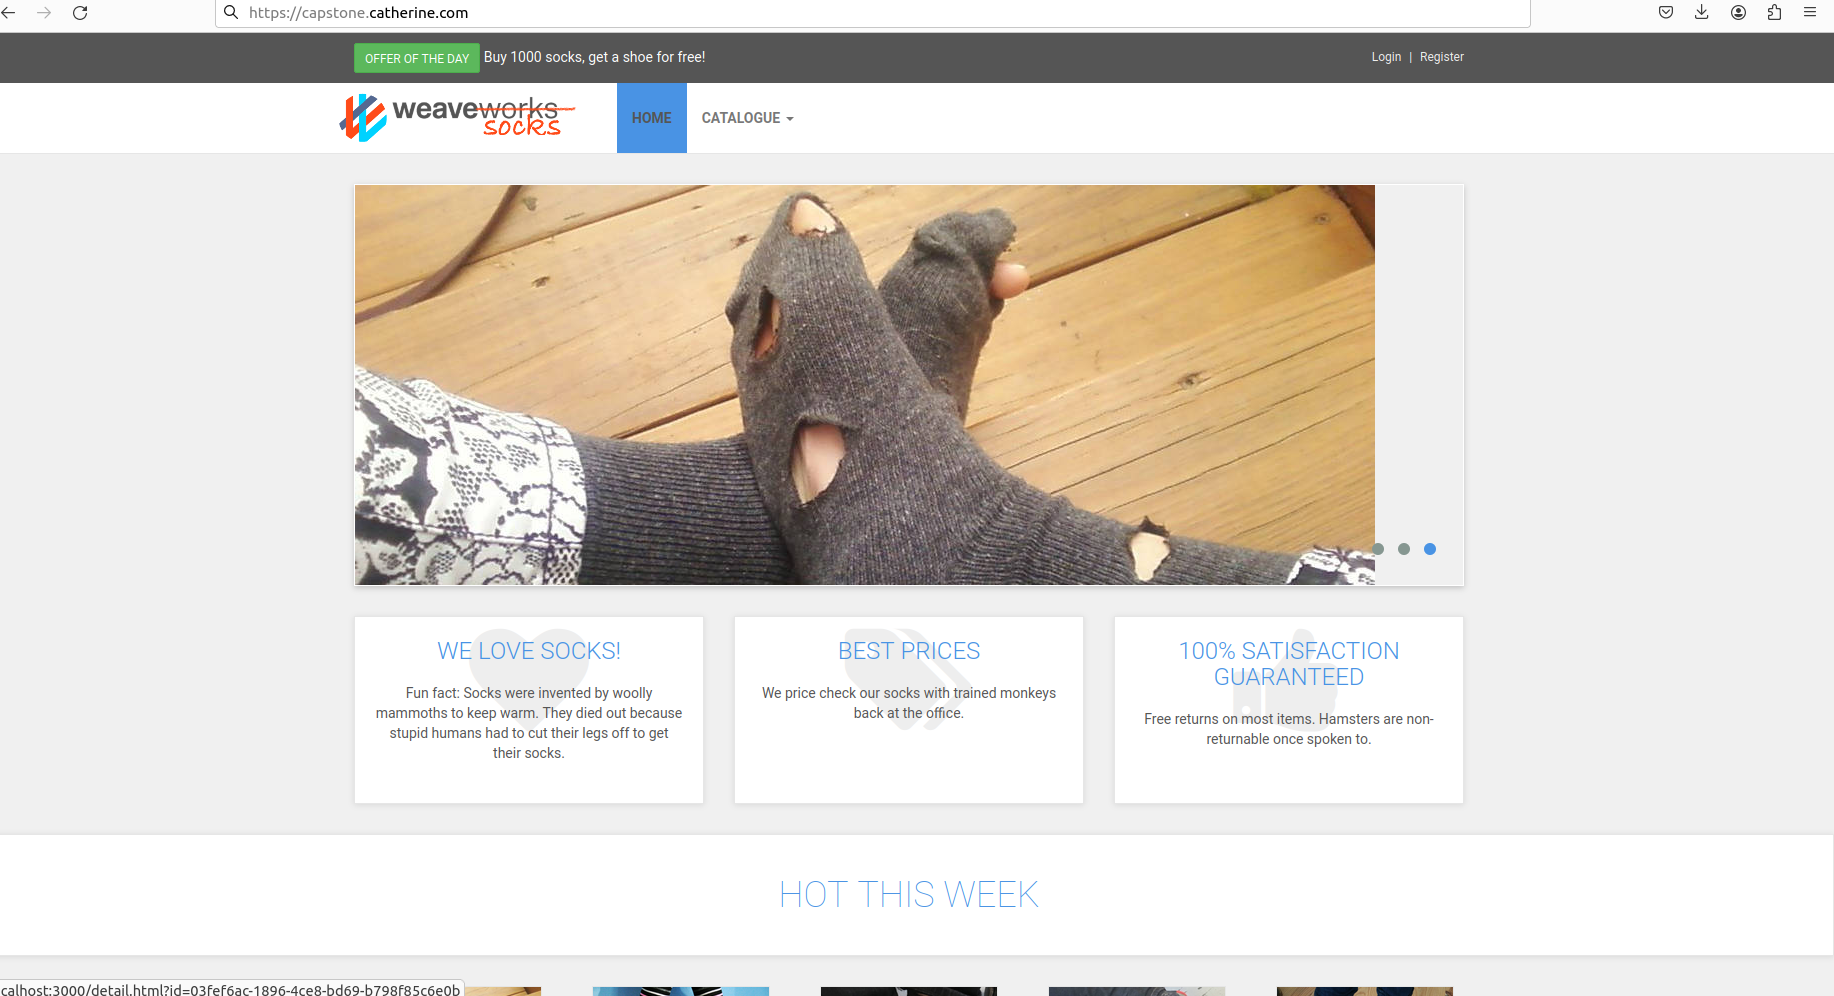 https://capstone.catherine.com
OFFER OF THE DAY Buy 1000 socks, get a shoe for free!
Login | Register
weaveworks
socks
HOME
CATALOGUE
WE LOVE SOCKS!
Fun fact: Socks were invented by woolly
mammoths to keep warm. They died out because
stupid humans had to cut their legs off to get
their socks.
BEST PRICES
We price check our socks with trained monkeys
back at the office.
100% SATISFACTION
GUARANTEED
Free returns on most items. Hamsters are non-
returnable once spoken to.
HOT THIS WEEK
calhost:3000/detail.html?id=03fef6ac-1896-4ce8-bd69-b798f85c6e0b